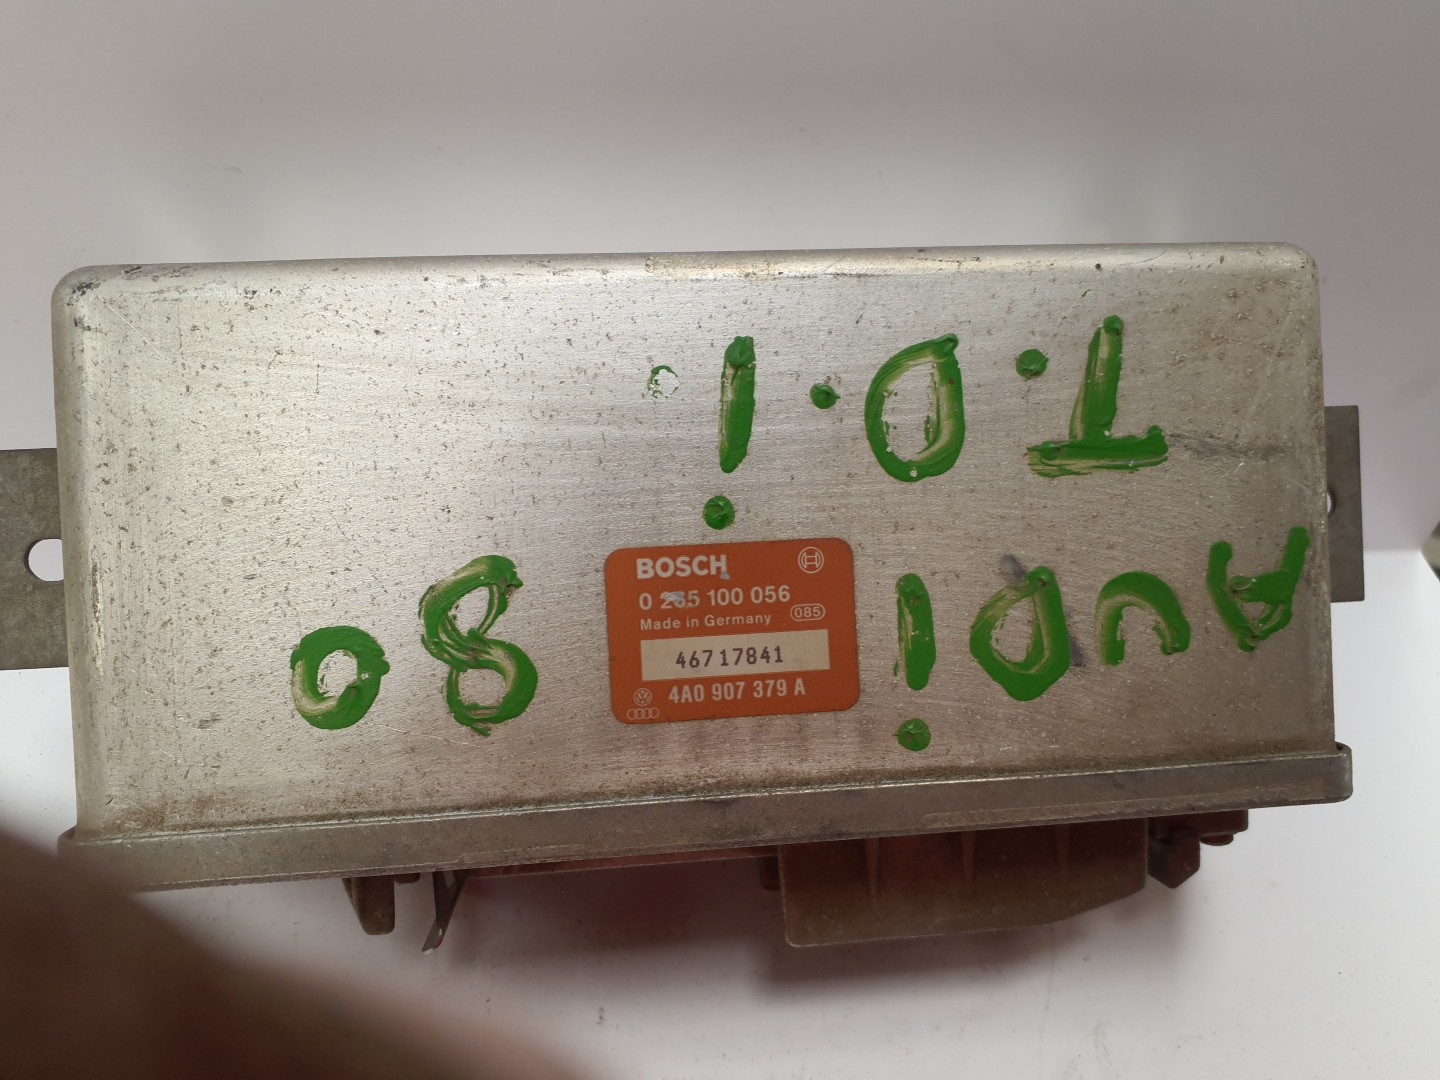 AUDi 80
T.D.i.
BOSCH
0 265 100 056
Made in Germany 085
46717841
4A0 907 379 A